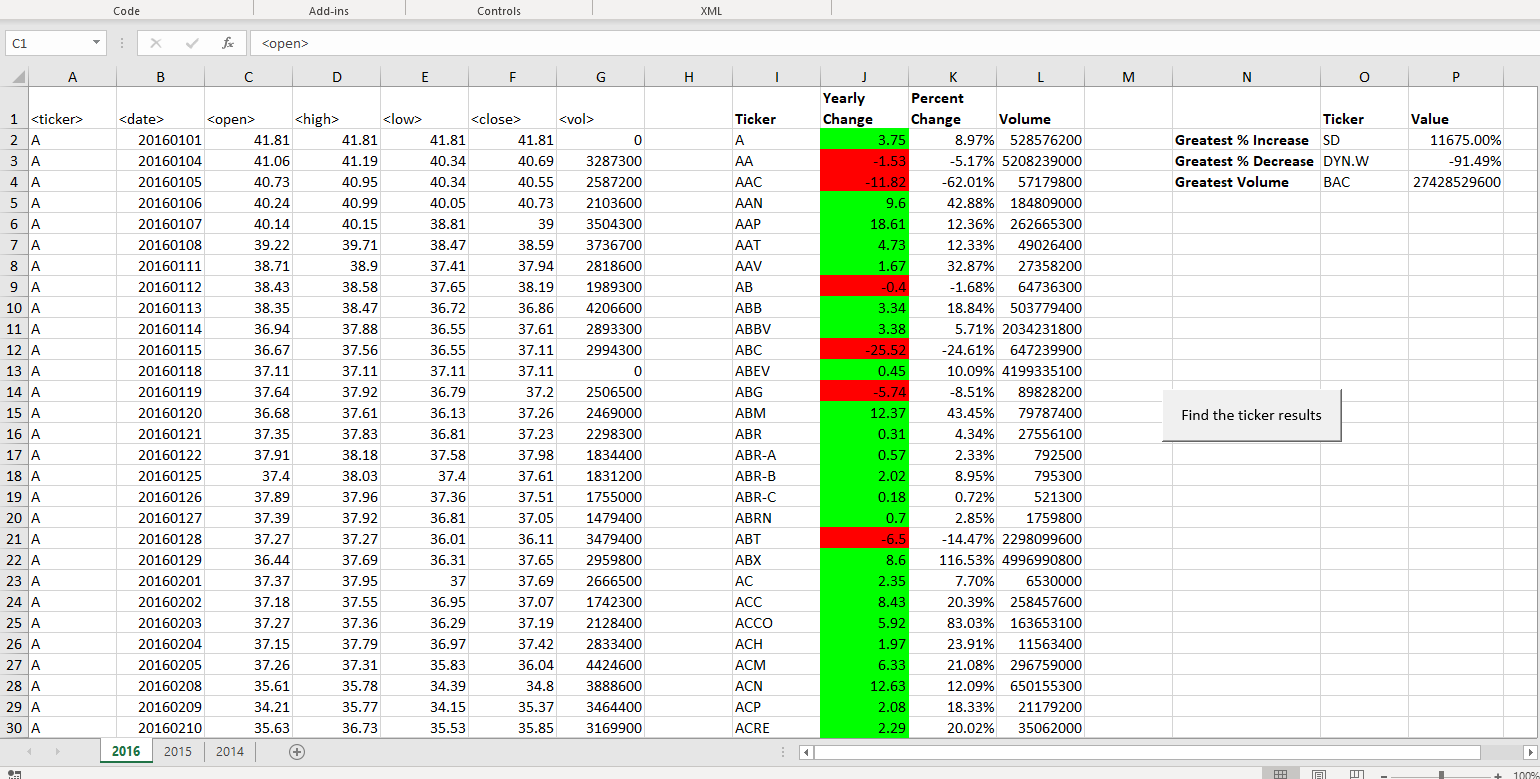 Code Add-ins Controls XML
C1 fx <open>
A B C D E F G H I J K L M N O P
Yearly Percent
1 <ticker> <date> <open> <high> <low> <close> <vol> Ticker Change Change Volume Ticker Value
2 A 20160101 41.81 41.81 41.81 41.81 0 A 3.75 8.97% 528576200 Greatest % Increase SD 11675.00%
3 A 20160104 41.06 41.19 40.34 40.69 3287300 AA -1.53 -5.17% 5208239000 Greatest % Decrease DYN.W -91.49%
4 A 20160105 40.73 40.95 40.34 40.55 2587200 AAC -11.82 -62.01% 57179800 Greatest Volume BAC 27428529600
5 A 20160106 40.24 40.99 40.05 40.73 2103600 AAN 9.6 42.88% 184809000
6 A 20160107 40.14 40.15 38.81 39 3504300 AAP 18.61 12.36% 262665300
7 A 20160108 39.22 39.71 38.47 38.59 3736700 AAT 4.73 12.33% 49026400
8 A 20160111 38.71 38.9 37.41 37.94 2818600 AAV 1.67 32.87% 27358200
9 A 20160112 38.43 38.58 37.65 38.19 1989300 AB -0.4 -1.68% 64736300
10 A 20160113 38.35 38.47 36.72 36.86 4206600 ABB 3.34 18.84% 503779400
11 A 20160114 36.94 37.88 36.55 37.61 2893300 ABBV 3.38 5.71% 2034231800
12 A 20160115 36.67 37.56 36.55 37.11 2994300 ABC -25.52 -24.61% 647239900
13 A 20160118 37.11 37.11 37.11 37.11 0 ABEV 0.45 10.09% 4199335100
14 A 20160119 37.64 37.92 36.79 37.2 2506500 ABG -5.74 -8.51% 89828200
15 A 20160120 36.68 37.61 36.13 37.26 2469000 ABM 12.37 43.45% 79787400 Find the ticker results
16 A 20160121 37.35 37.83 36.81 37.23 2298300 ABR 0.31 4.34% 27556100
17 A 20160122 37.91 38.18 37.58 37.98 1834400 ABR-A 0.57 2.33% 792500
18 A 20160125 37.4 38.03 37.4 37.61 1831200 ABR-B 2.02 8.95% 795300
19 A 20160126 37.89 37.96 37.36 37.51 1755000 ABR-C 0.18 0.72% 521300
20 A 20160127 37.39 37.92 36.81 37.05 1479400 ABRN 0.7 2.85% 1759800
21 A 20160128 37.27 37.27 36.01 36.11 3479400 ABT -6.5 -14.47% 2298099600
22 A 20160129 36.44 37.69 36.31 37.65 2959800 ABX 8.6 116.53% 4996990800
23 A 20160201 37.37 37.95 37 37.69 2666500 AC 2.35 7.70% 6530000
24 A 20160202 37.18 37.55 36.95 37.07 1742300 ACC 8.43 20.39% 258457600
25 A 20160203 37.27 37.36 36.29 37.19 2128400 ACCO 5.92 83.03% 163653100
26 A 20160204 37.15 37.79 36.97 37.42 2833400 ACH 1.97 23.91% 11563400
27 A 20160205 37.26 37.31 35.83 36.04 4424600 ACM 6.33 21.08% 296759000
28 A 20160208 35.61 35.78 34.39 34.8 3888600 ACN 12.63 12.09% 650155300
29 A 20160209 34.21 35.77 34.15 35.37 3464400 ACP 2.08 18.33% 21179200
30 A 20160210 35.63 36.73 35.53 35.85 3169900 ACRE 2.29 20.02% 35062000
2016 2015 2014
100%